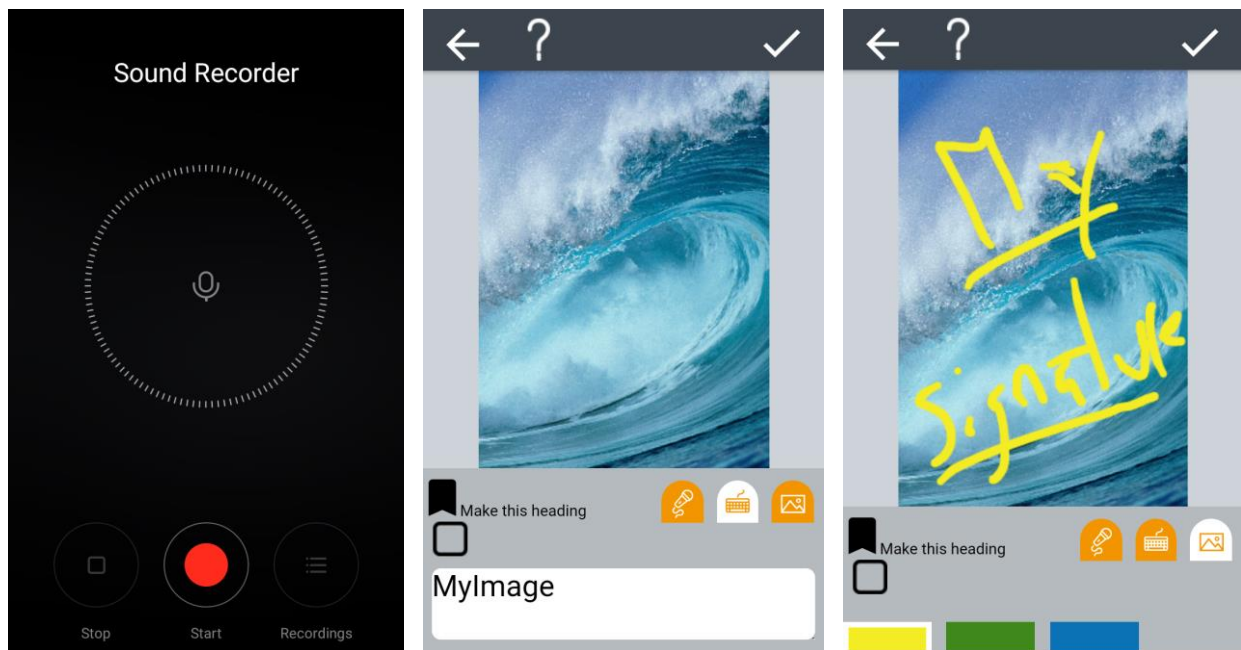 Sound Recorder
Stop
Start
Recordings
?
Make this heading
MyImage
?
My
signature
Make this heading